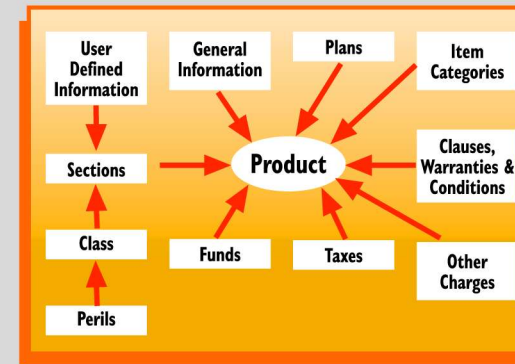 User
Defined
Information
General
Information
Plans
Item
Categories
Sections
Product
Clauses,
Warranties &
Conditions
Class
Funds
Taxes
Other
Charges
Perils